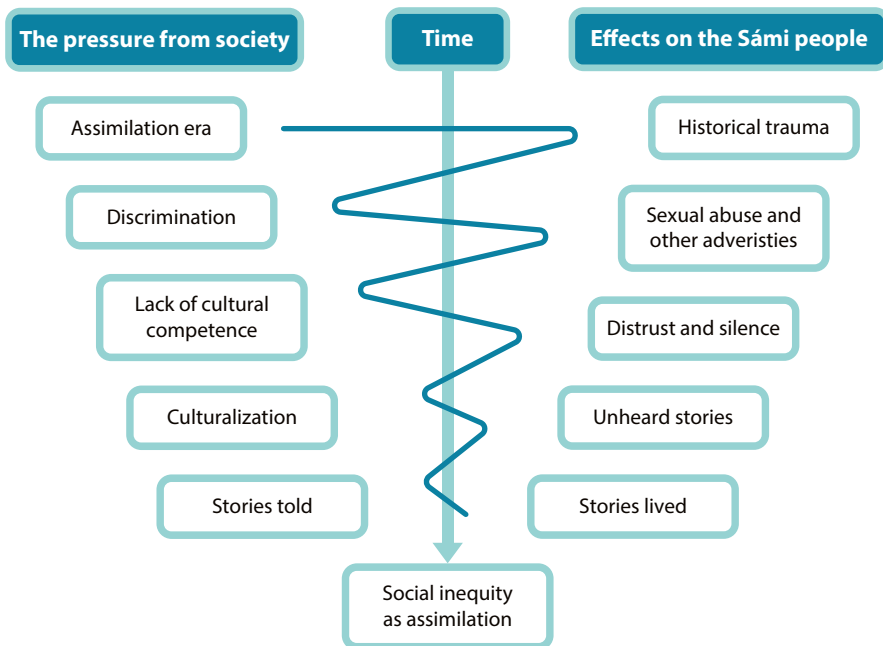 The pressure from society
Time
Effects on the Sámi people
Assimilation era
Historical trauma
Discrimination
Sexual abuse and
other adveristies
Lack of cultural
competence
Distrust and silence
Culturalization
Unheard stories
Stories told
Stories lived
Social inequity
as assimilation